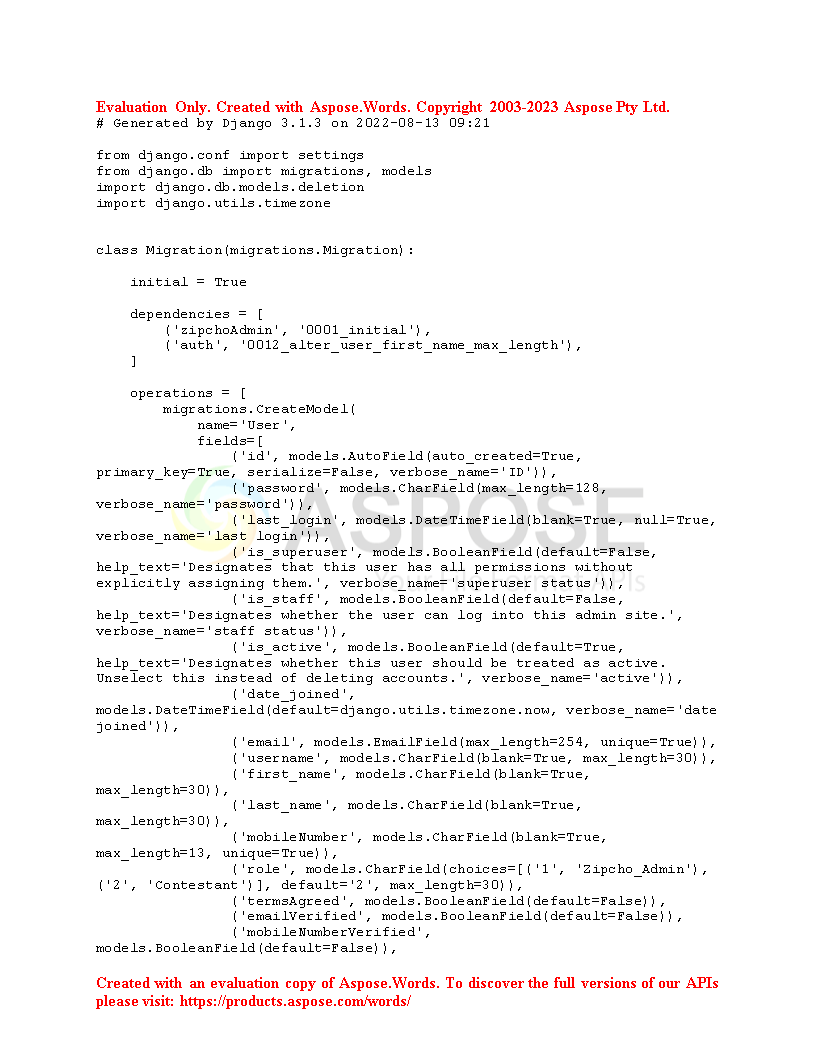 Evaluation Only. Created with Aspose.Words. Copyright 2003-2023 Aspose Pty Ltd.
# Generated by Django 3.1.3 on 2022-08-13 09:21

from django.conf import settings
from django.db import migrations, models
import django.db.models.deletion
import django.utils.timezone


class Migration(migrations.Migration):

    initial = True

    dependencies = [
        ('zipchoAdmin', '0001_initial'),
        ('auth', '0012_alter_user_first_name_max_length'),
    ]

    operations = [
        migrations.CreateModel(
            name='User',
            fields=[
                ('id', models.AutoField(auto_created=True,
primary_key=True, serialize=False, verbose_name='ID')),
                ('password', models.CharField(max_length=128,
verbose_name='password')),
                ('last_login', models.DateTimeField(blank=True, null=True,
verbose_name='last login')),
                ('is_superuser', models.BooleanField(default=False,
help_text='Designates that this user has all permissions without
explicitly assigning them.', verbose_name='superuser status')),
                ('is_staff', models.BooleanField(default=False,
help_text='Designates whether the user can log into this admin site.',
verbose_name='staff status')),
                ('is_active', models.BooleanField(default=True,
help_text='Designates whether this user should be treated as active.
Unselect this instead of deleting accounts.', verbose_name='active')),
                ('date_joined',
models.DateTimeField(default=django.utils.timezone.now, verbose_name='date
joined')),
                ('email', models.EmailField(max_length=254, unique=True)),
                ('username', models.CharField(blank=True, max_length=30)),
                ('first_name', models.CharField(blank=True,
max_length=30)),
                ('last_name', models.CharField(blank=True,
max_length=30)),
                ('mobileNumber', models.CharField(blank=True,
max_length=13, unique=True)),
                ('role', models.CharField(choices=[('1', 'Zipcho_Admin'),
('2', 'Contestant')], default='2', max_length=30)),
                ('termsAgreed', models.BooleanField(default=False)),
                ('emailVerified', models.BooleanField(default=False)),
                ('mobileNumberVerified',
models.BooleanField(default=False)),
ASPOSE
Created with an evaluation copy of Aspose.Words. To discover the full versions of our APIs
please visit: https://products.aspose.com/words/